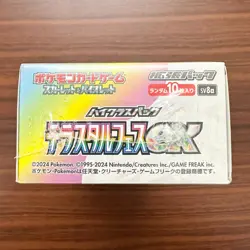 ポケモンカードゲーム
スカーレット&バイオレット
拡張パック
ランダム10枚入り
sv8a
ハイクラスパック
テラスタルフェスex
©2024 Pokémon. ©1995-2024 Nintendo/Creatures Inc./GAME FREAK inc.
ポケモン・Pokémonは任天堂・クリーチャーズ・ゲームフリークの登録商標です。